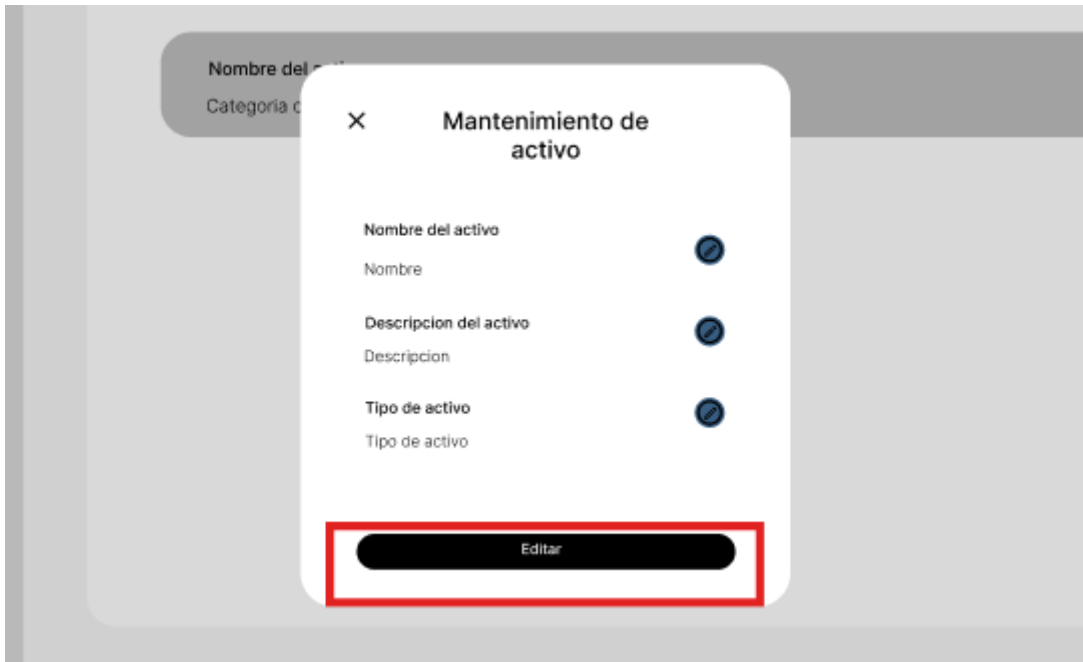 Nombre del
Categoria
Mantenimiento de
activo
Nombre del activo
Nombre
Descripcion del activo
Descripcion
Tipo de activo
Tipo de activo
Editar